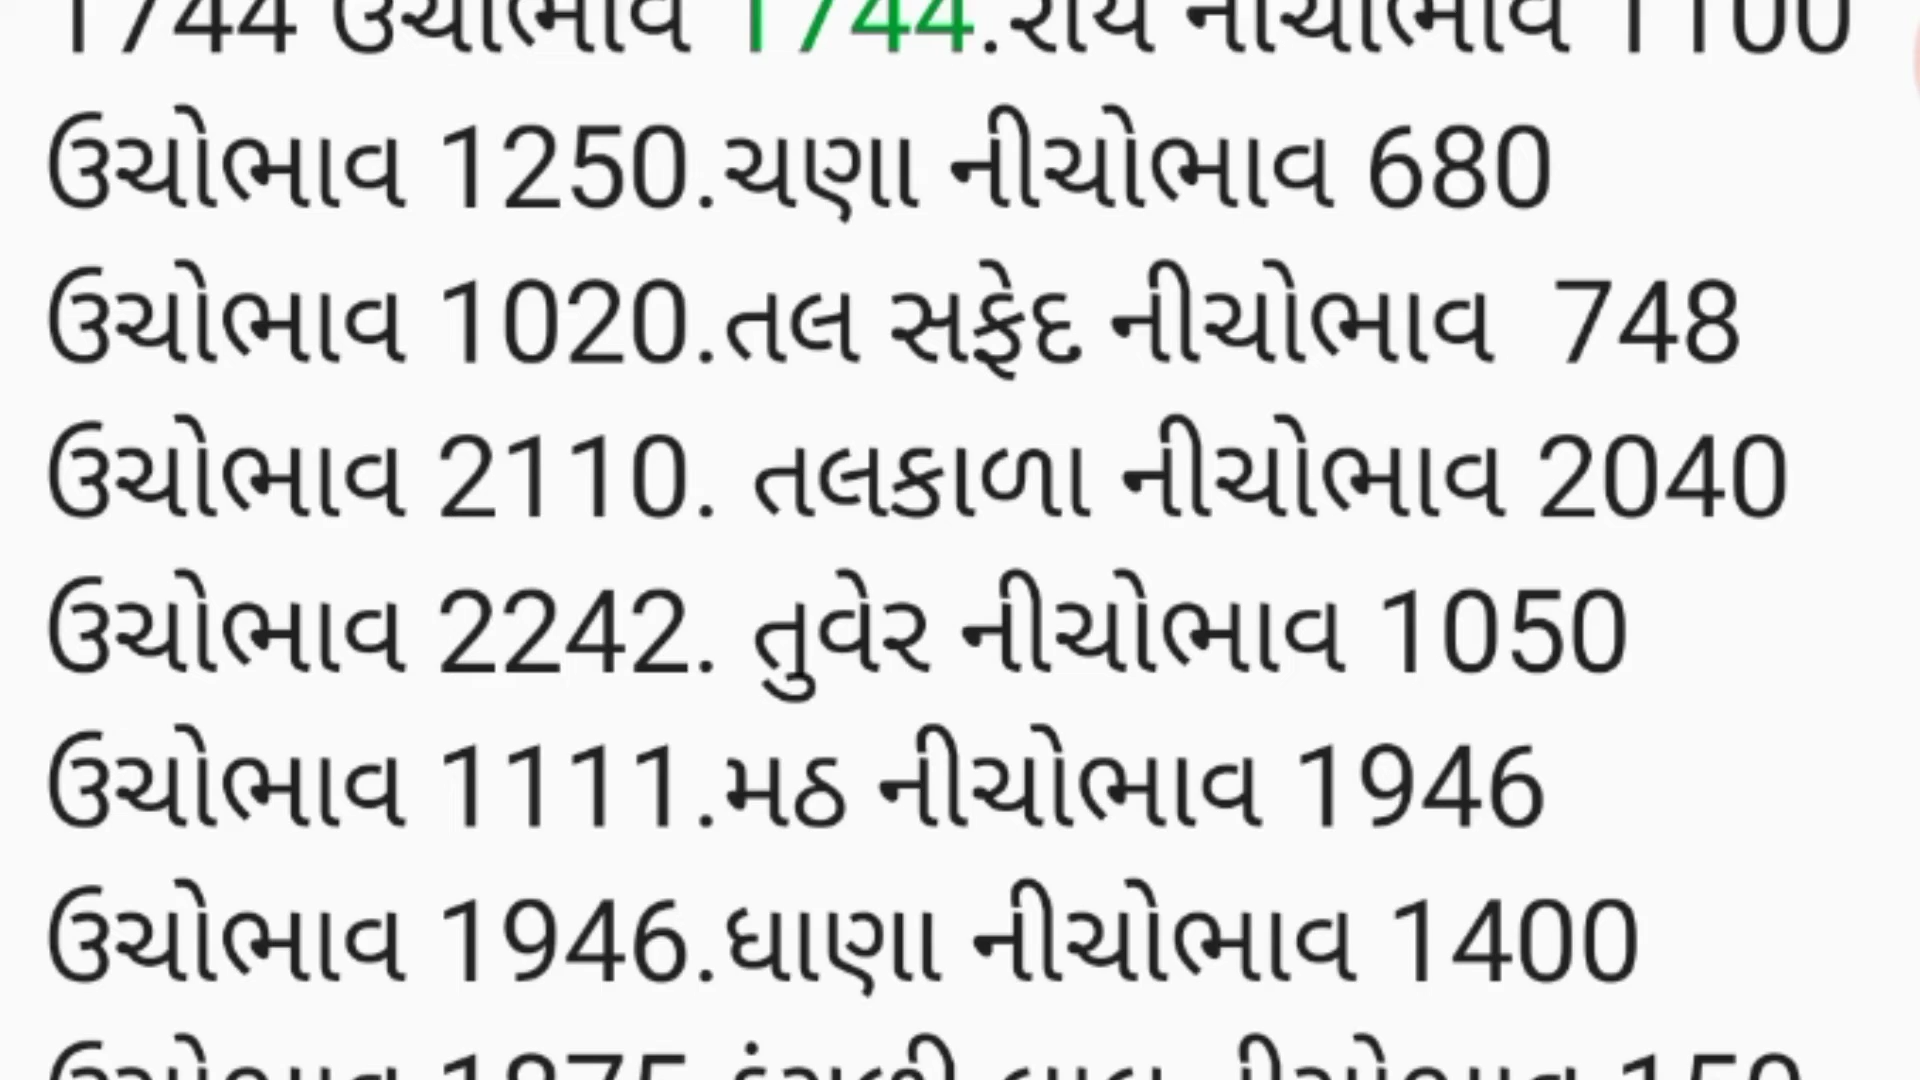 1744 ઉચોભાવ 1744.રાય નીચોભાવ 1100
ઉચોભાવ 1250.ચણા નીચોભાવ 680
ઉચોભાવ 1020.તલ સફેદ નીચોભાવ 748
ઉચોભાવ 2110. તલકાળા નીચોભાવ 2040
ઉચોભાવ 2242. તુવેર નીચોભાવ 1050
ઉચોભાવ 1111.મઠ નીચોભાવ 1946
ઉચોભાવ 1946.ધાણા નીચોભાવ 1400
ઉચોભાવ નીચોભાવ